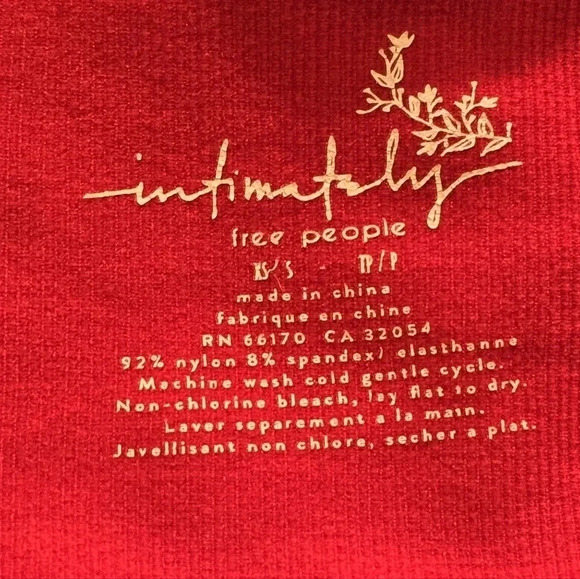 intimately
free people
XS/S - TP/P
made in china
fabrique en chine
RN 66170 CA 32054
92% nylon 8% spandex/ elasthanne
Machine wash cold gentle cycle.
Non-chlorine bleach, lay flat to dry.
Laver separement a la main.
Javellisant non chlore, secher a plat.